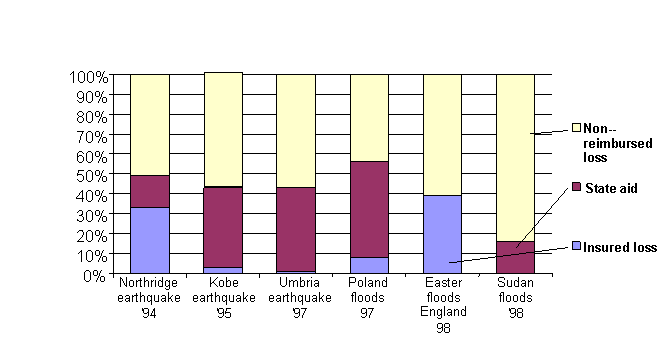 100%
90%
80%
70%
60%
50%
40%
30%
20%
10%
0%
Northridge
earthquake
'94
Kobe
earthquake
'95
Umbria
earthquake
'97
Poland
floods
97
Easter
floods
England
98
Sudan
floods
'98
Non--
reimbursed
loss
State aid
Insured loss